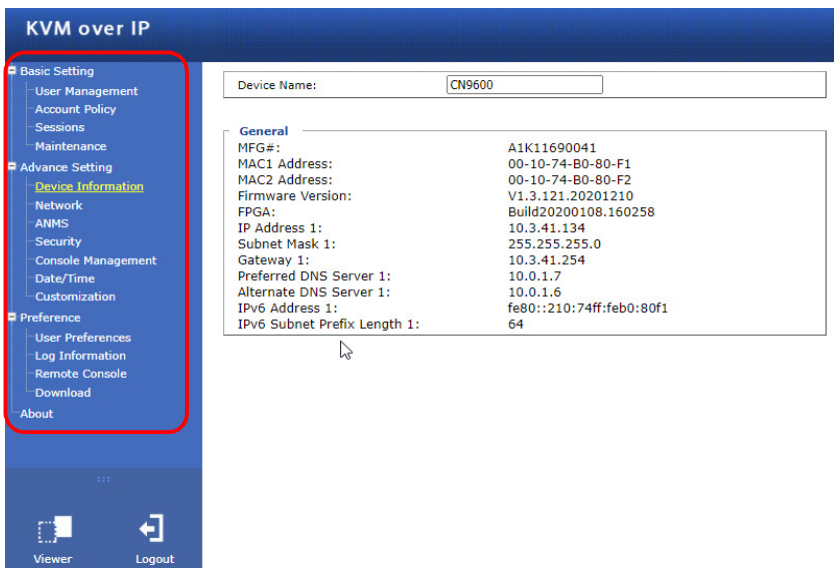 KVM over IP
Basic Setting
User Management
Account Policy
Sessions
Maintenance
Advance Setting
Device Information
Network
ANMS
Security
Console Management
Date/Time
Customization
Preference
User Preferences
Log Information
Remote Console
Download
About
Viewer
Logout
Device Name: CN9600
General
MFG#: A1K11690041
MAC1 Address: 00-10-74-B0-80-F1
MAC2 Address: 00-10-74-B0-80-F2
Firmware Version: V1.3.121.20201210
FPGA: Build20200108.160258
IP Address 1: 10.3.41.134
Subnet Mask 1: 255.255.255.0
Gateway 1: 10.3.41.254
Preferred DNS Server 1: 10.0.1.7
Alternate DNS Server 1: 10.0.1.6
IPv6 Address 1: fe80::210:74ff:feb0:80f1
IPv6 Subnet Prefix Length 1: 64